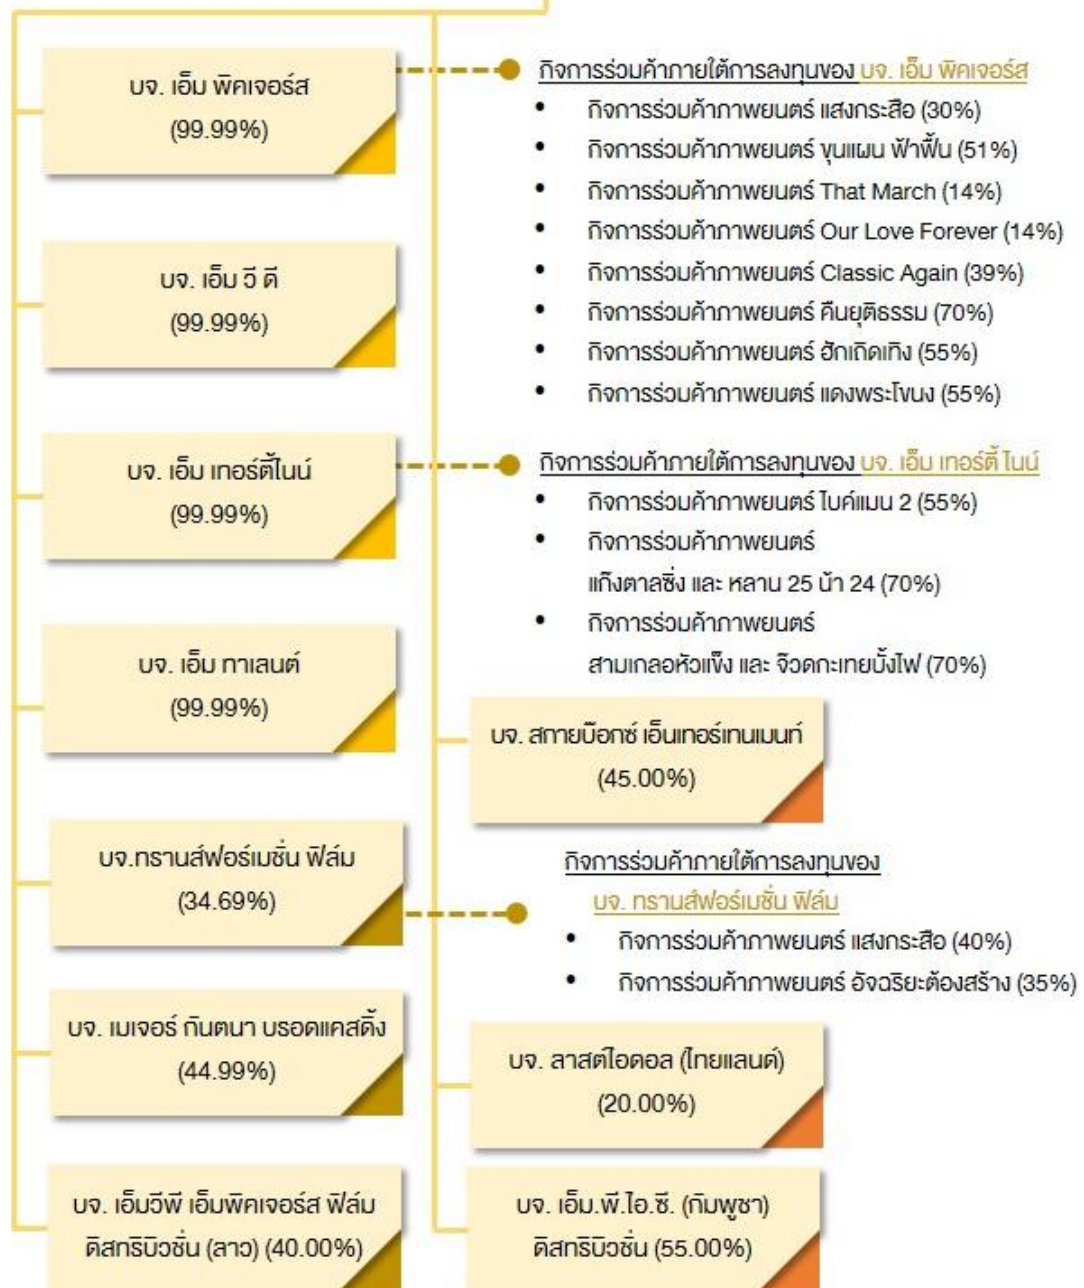 บจ. เอ็ม พิคเจอร์ส
(99.99%)
กิจการร่วมค้าภายใต้การลงทุนของ บจ. เอ็ม พิคเจอร์ส
• กิจการร่วมค้าภาพยนตร์ แสงกระสือ (30%)
• กิจการร่วมค้าภาพยนตร์ ขุนแผน ฟ้าฟื้น (51%)
• กิจการร่วมค้าภาพยนตร์ That March (14%)
• กิจการร่วมค้าภาพยนตร์ Our Love Forever (14%)
• กิจการร่วมค้าภาพยนตร์ Classic Again (39%)
• กิจการร่วมค้าภาพยนตร์ คืนยุติธรรม (70%)
• กิจการร่วมค้าภาพยนตร์ ฮักเถิดเทิง (55%)
• กิจการร่วมค้าภาพยนตร์ แดงพระโขนง (55%)
บจ. เอ็ม วี ดี
(99.99%)
บจ. เอ็ม เทอร์ตี้ไนน์
(99.99%)
กิจการร่วมค้าภายใต้การลงทุนของ บจ. เอ็ม เทอร์ตี้ ไนน์
• กิจการร่วมค้าภาพยนตร์ ไบค์แมน 2 (55%)
• กิจการร่วมค้าภาพยนตร์
แก๊งตาลซิ่ง และ หลาน 25 น้า 24 (70%)
• กิจการร่วมค้าภาพยนตร์
สามเกลอหัวแข็ง และ จ๊วดกะเทยบั้งไฟ (70%)
บจ. เอ็ม ทาเลนต์
(99.99%)
บจ. สกายบ๊อกซ์ เอ็นเทอร์เทนเมนท์
(45.00%)
บจ.ทรานส์ฟอร์เมชั่น ฟิล์ม
(34.69%)
กิจการร่วมค้าภายใต้การลงทุนของ
บจ. ทรานส์ฟอร์เมชั่น ฟิล์ม
• กิจการร่วมค้าภาพยนตร์ แสงกระสือ (40%)
• กิจการร่วมค้าภาพยนตร์ อัจฉริยะต้องสร้าง (35%)
บจ. เมเจอร์ กันตนา บรอดแคสติ้ง
(44.99%)
บจ. ลาสต์ไอดอล (ไทยแลนด์)
(20.00%)
บจ. เอ็มวีพี เอ็มพิคเจอร์ส ฟิล์ม
ดิสทริบิวชั่น (ลาว) (40.00%)
บจ. เอ็ม.พี.ไอ.ซี. (กัมพูชา)
ดิสทริบิวชั่น (55.00%)